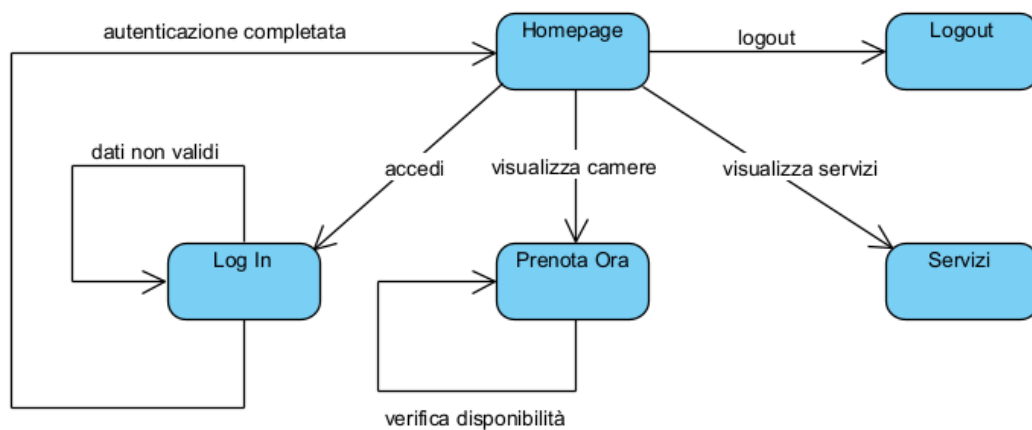 autenticazione completata
Homepage
logout
Logout
dati non validi
accedi
visualizza camere
visualizza servizi
Log In
Prenota Ora
Servizi
verifica disponibilità